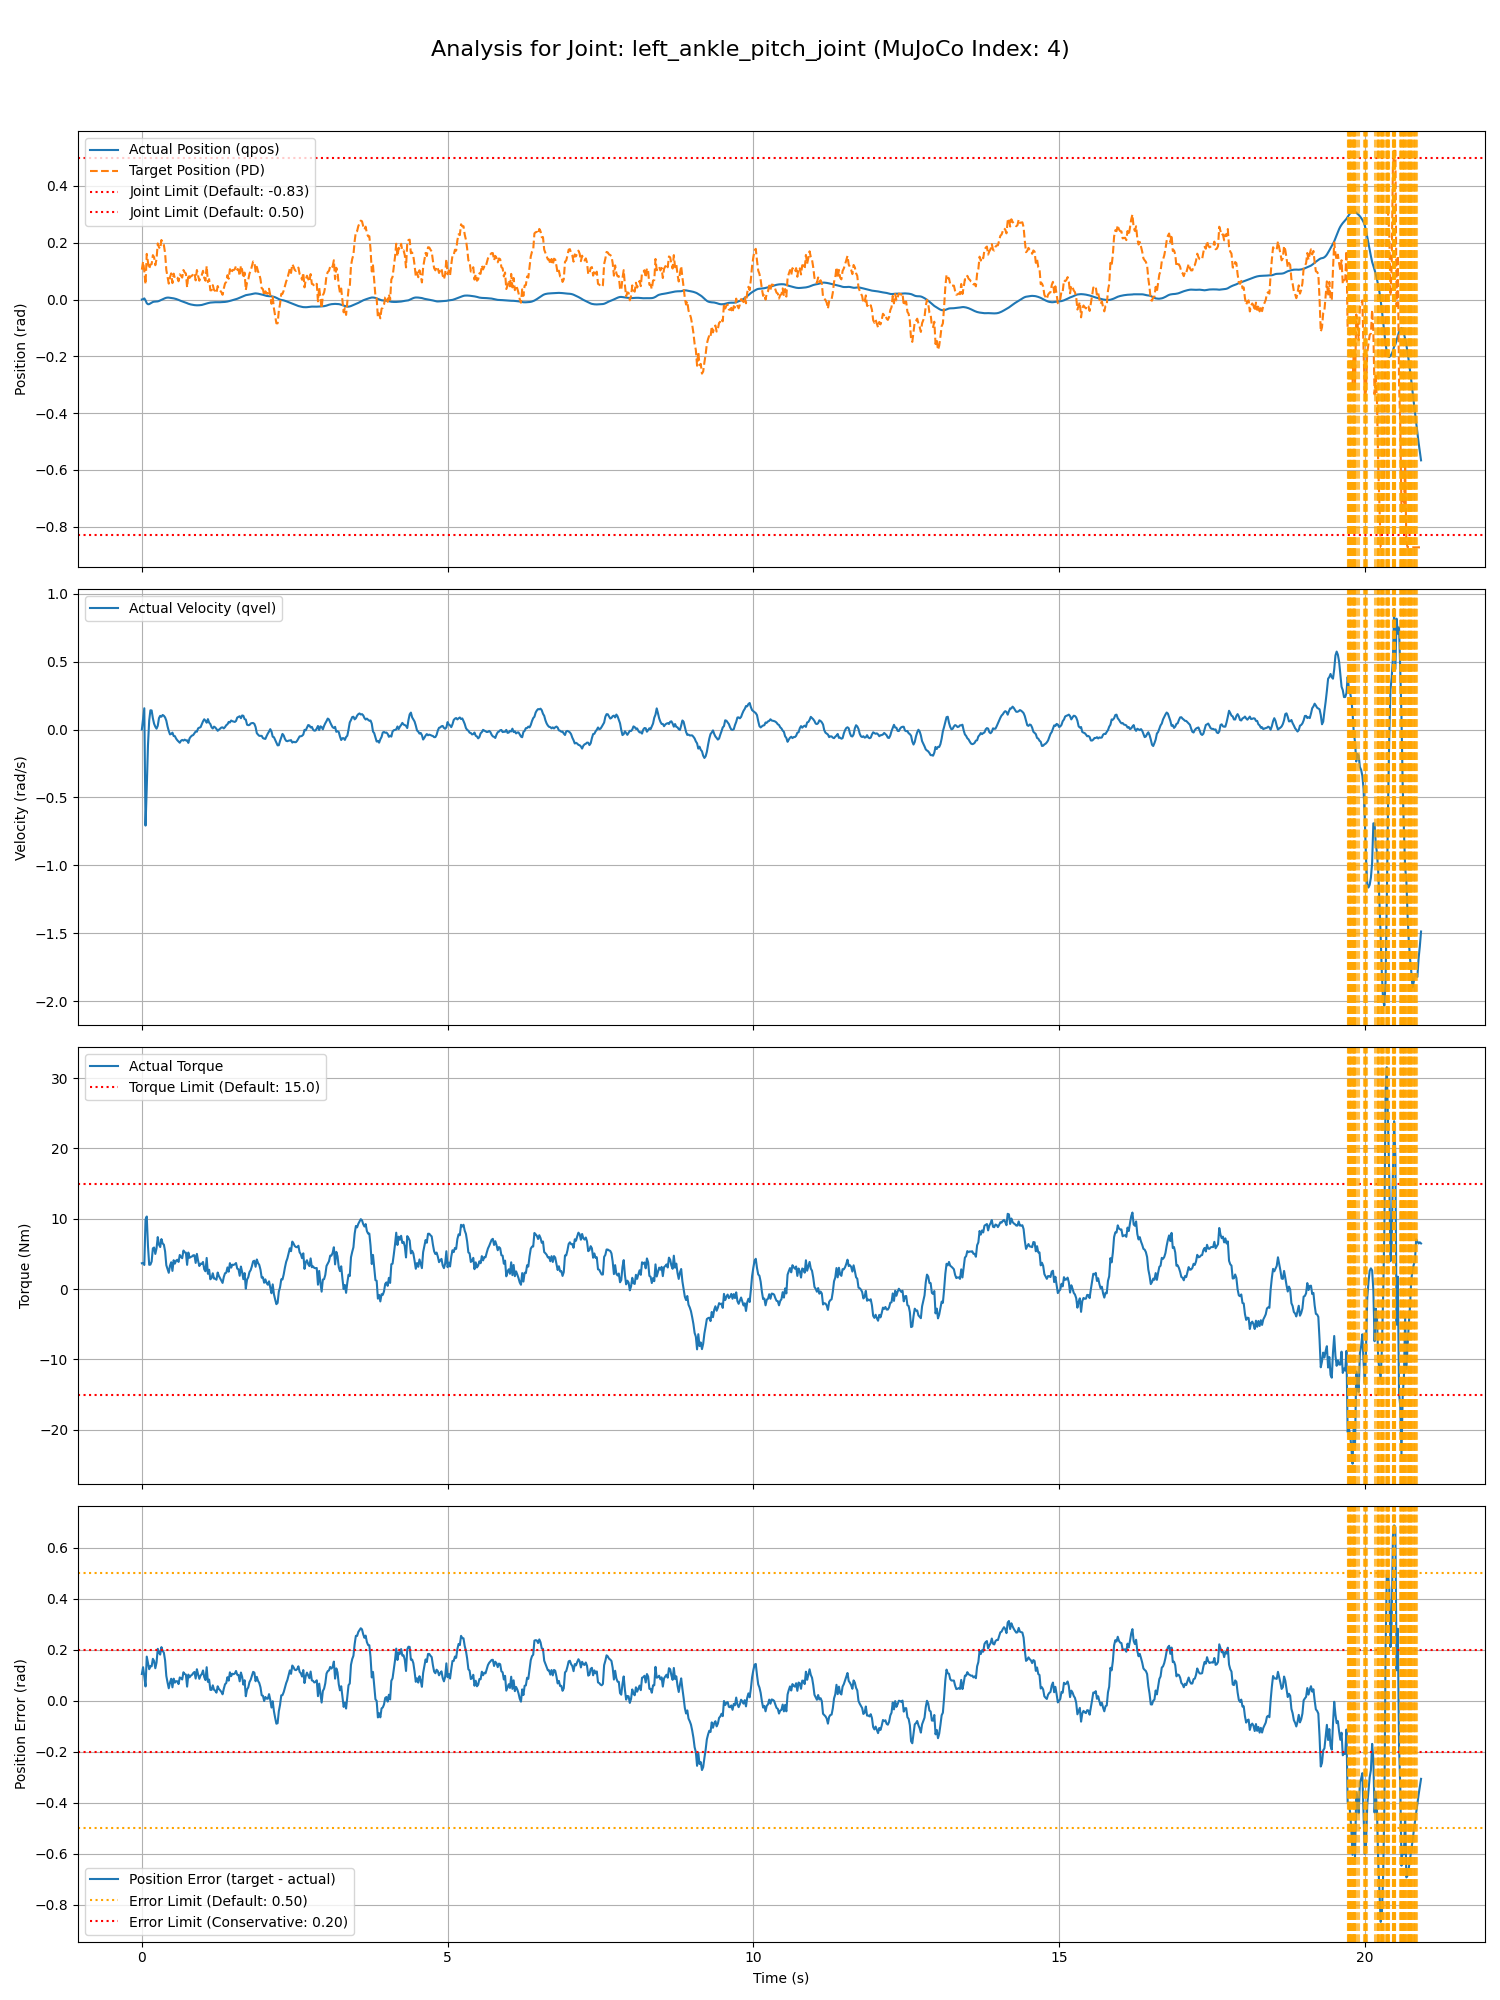 Analysis for Joint: left_ankle_pitch_joint (MuJoCo Index: 4)
Actual Position (qpos)
Target Position (PD)
Joint Limit (Default: -0.83)
Joint Limit (Default: 0.50)
Position (rad)
0.4
0.2
0.0
−0.2
−0.4
−0.6
−0.8
Actual Velocity (qvel)
Velocity (rad/s)
1.0
0.5
0.0
−0.5
−1.0
−1.5
−2.0
Actual Torque
Torque Limit (Default: 15.0)
Torque (Nm)
30
20
10
0
−10
−20
Position Error (rad)
0.6
0.4
0.2
0.0
−0.2
−0.4
−0.6
−0.8
Position Error (target - actual)
Error Limit (Default: 0.50)
Error Limit (Conservative: 0.20)
0 5 10 15 20
Time (s)